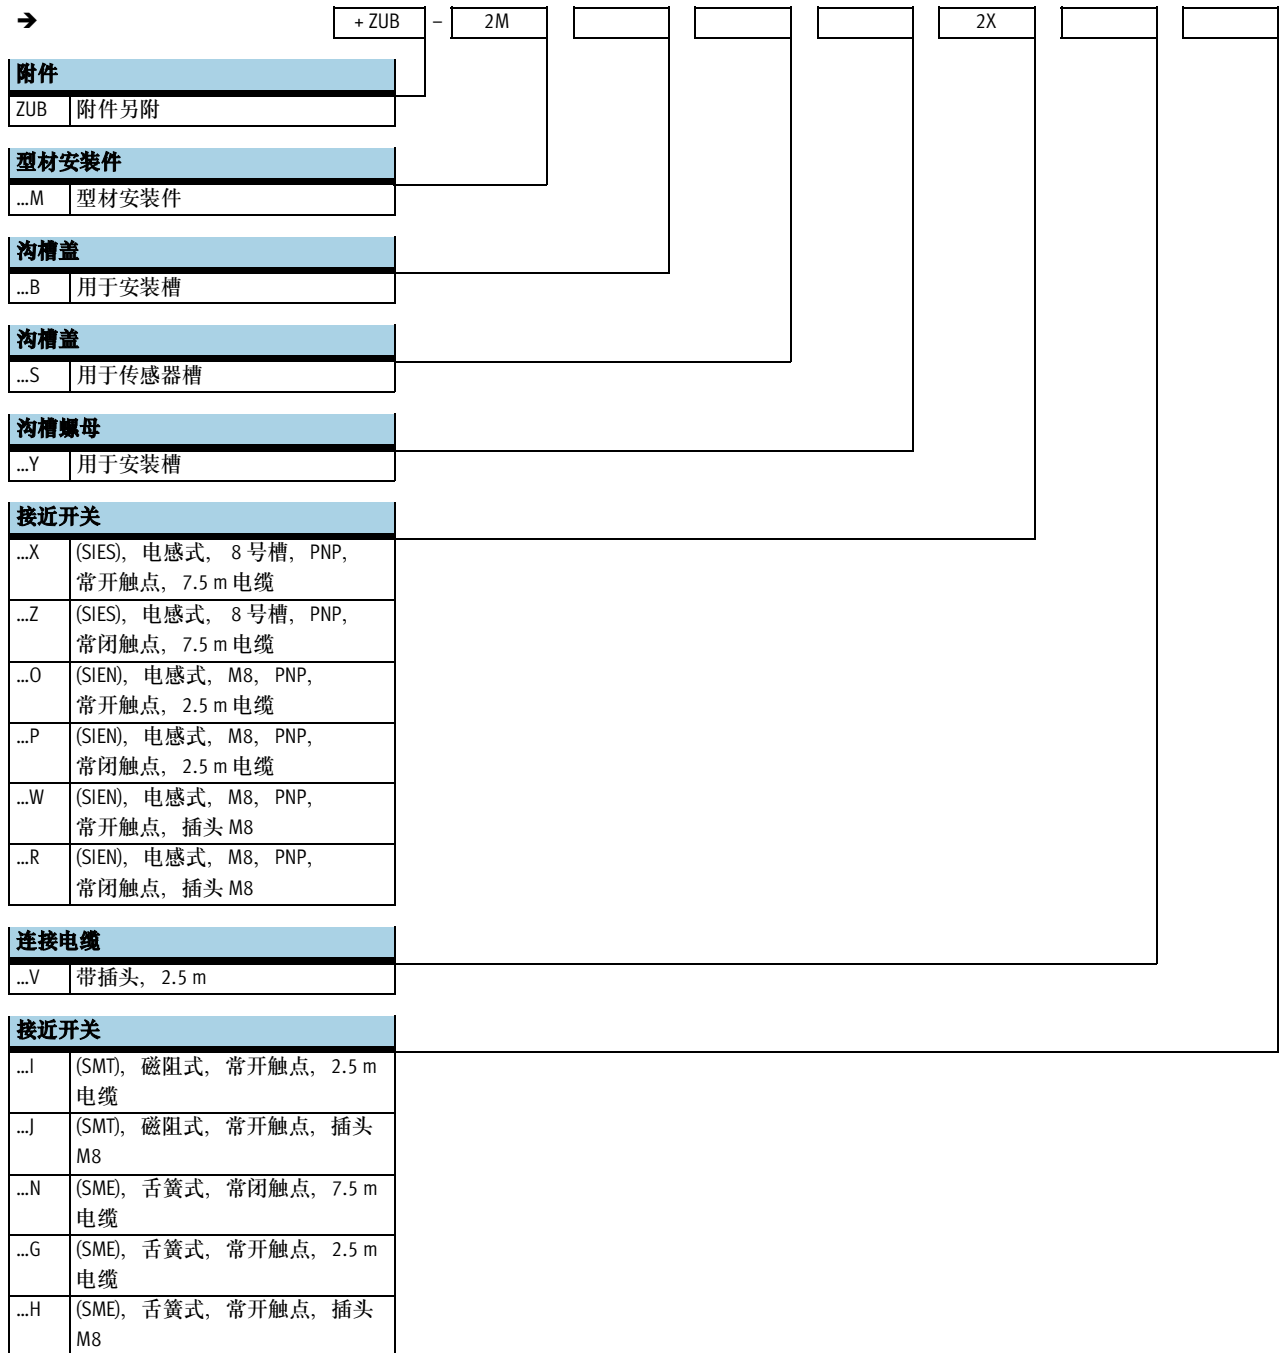 ➔ + ZUB – 2M 2X
附件
ZUB 附件另附
型材安装件
...M 型材安装件
沟槽盖
...B 用于安装槽
沟槽盖
...S 用于传感器槽
沟槽螺母
...Y 用于安装槽
接近开关
...X (SIES), 电感式, 8 号槽, PNP,
常开触点, 7.5 m 电缆
...Z (SIES), 电感式, 8 号槽, PNP,
常闭触点, 7.5 m 电缆
...O (SIEN), 电感式, M8, PNP,
常开触点, 2.5 m 电缆
...P (SIEN), 电感式, M8, PNP,
常闭触点, 2.5 m 电缆
...W (SIEN), 电感式, M8, PNP,
常开触点, 插头 M8
...R (SIEN), 电感式, M8, PNP,
常闭触点, 插头 M8
连接电缆
...V 带插头, 2.5 m
接近开关
...I (SMT), 磁阻式, 常开触点, 2.5 m
电缆
...J (SMT), 磁阻式, 常开触点, 插头
M8
...N (SME), 舌簧式, 常闭触点, 7.5 m
电缆
...G (SME), 舌簧式, 常开触点, 2.5 m
电缆
...H (SME), 舌簧式, 常开触点, 插头
M8